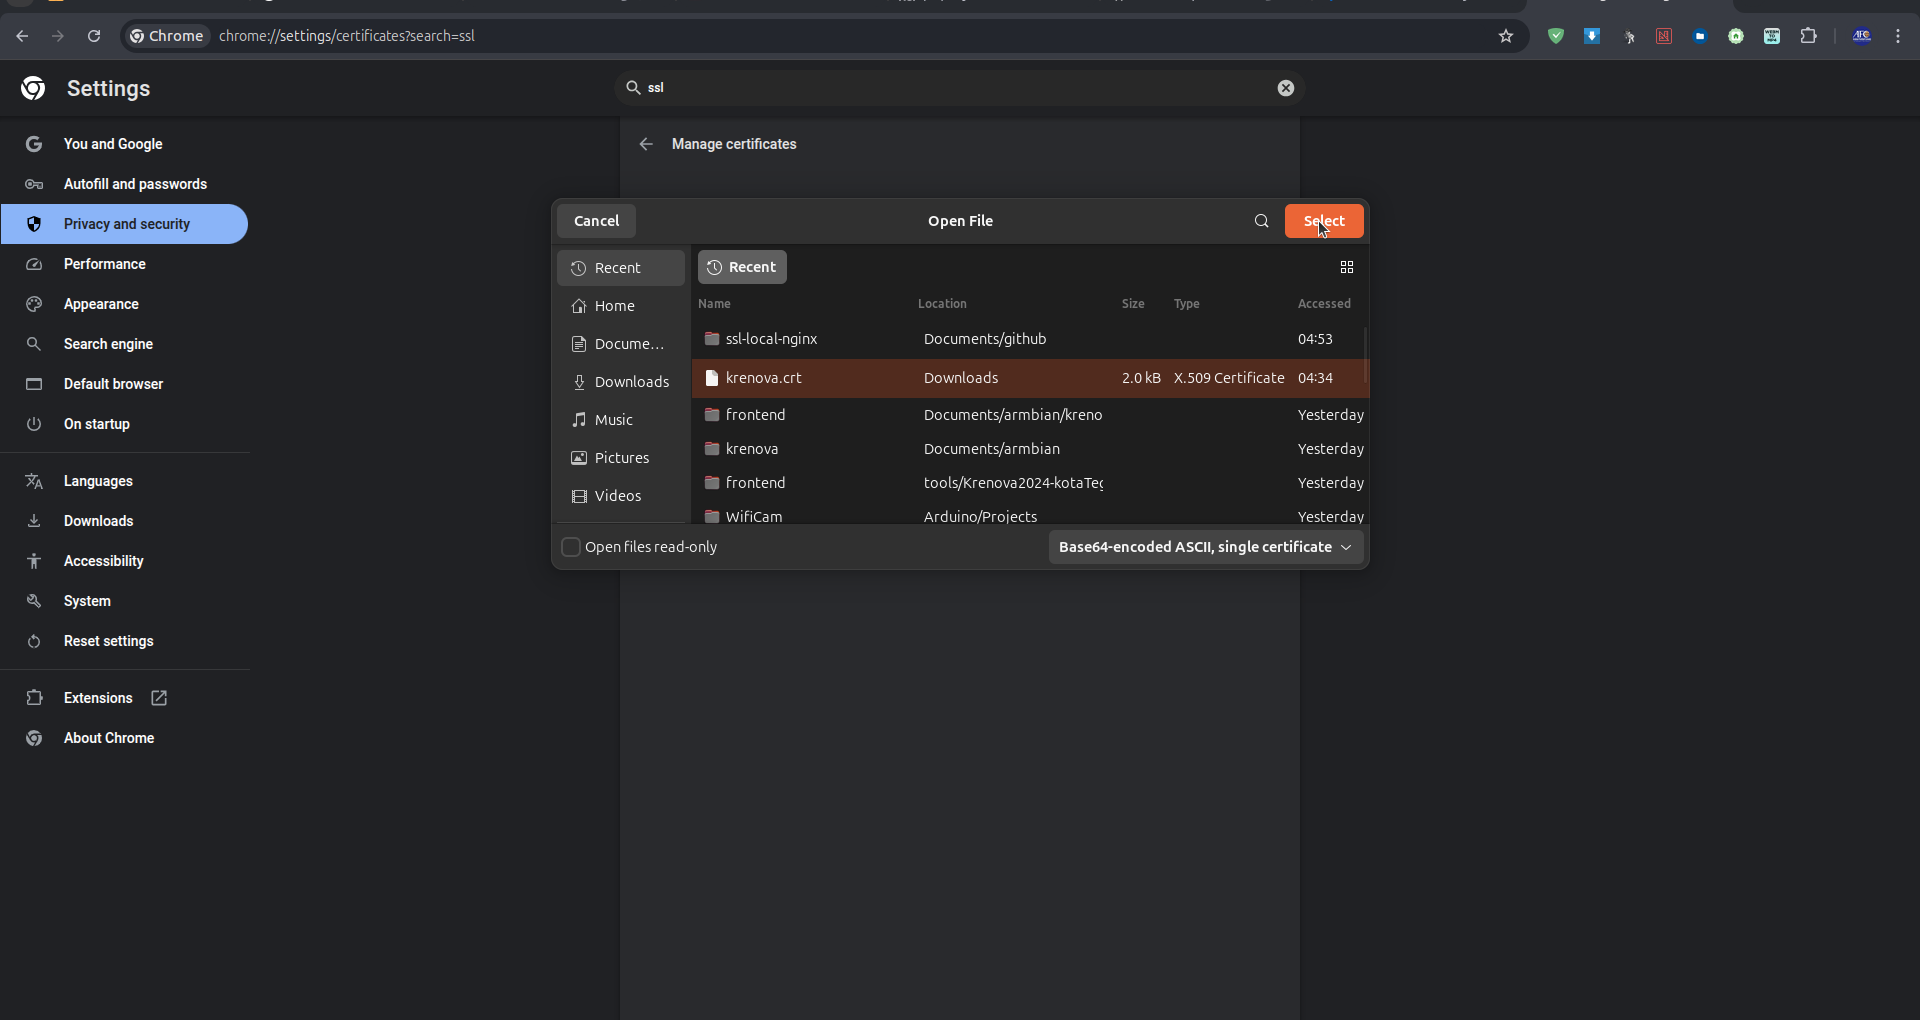 Chrome
chrome://settings/certificates?search=ssl
WEBM TO MP4
AFC
Settings
ssl
You and Google
Autofill and passwords
Privacy and security
Performance
Appearance
Search engine
Default browser
On startup
Languages
Downloads
Accessibility
System
Reset settings
Extensions
About Chrome
Manage certificates
Cancel
Open File
Select
Recent
Home
Docume...
Downloads
Music
Pictures
Videos
Recent
Name Location Size Type Accessed
ssl-local-nginx Documents/github 04:53
krenova.crt Downloads 2.0 kB X.509 Certificate 04:34
frontend Documents/armbian/kreno Yesterday
krenova Documents/armbian Yesterday
frontend tools/Krenova2024-kotaTeg Yesterday
WifiCam Arduino/Projects Yesterday
Open files read-only
Base64-encoded ASCII, single certificate